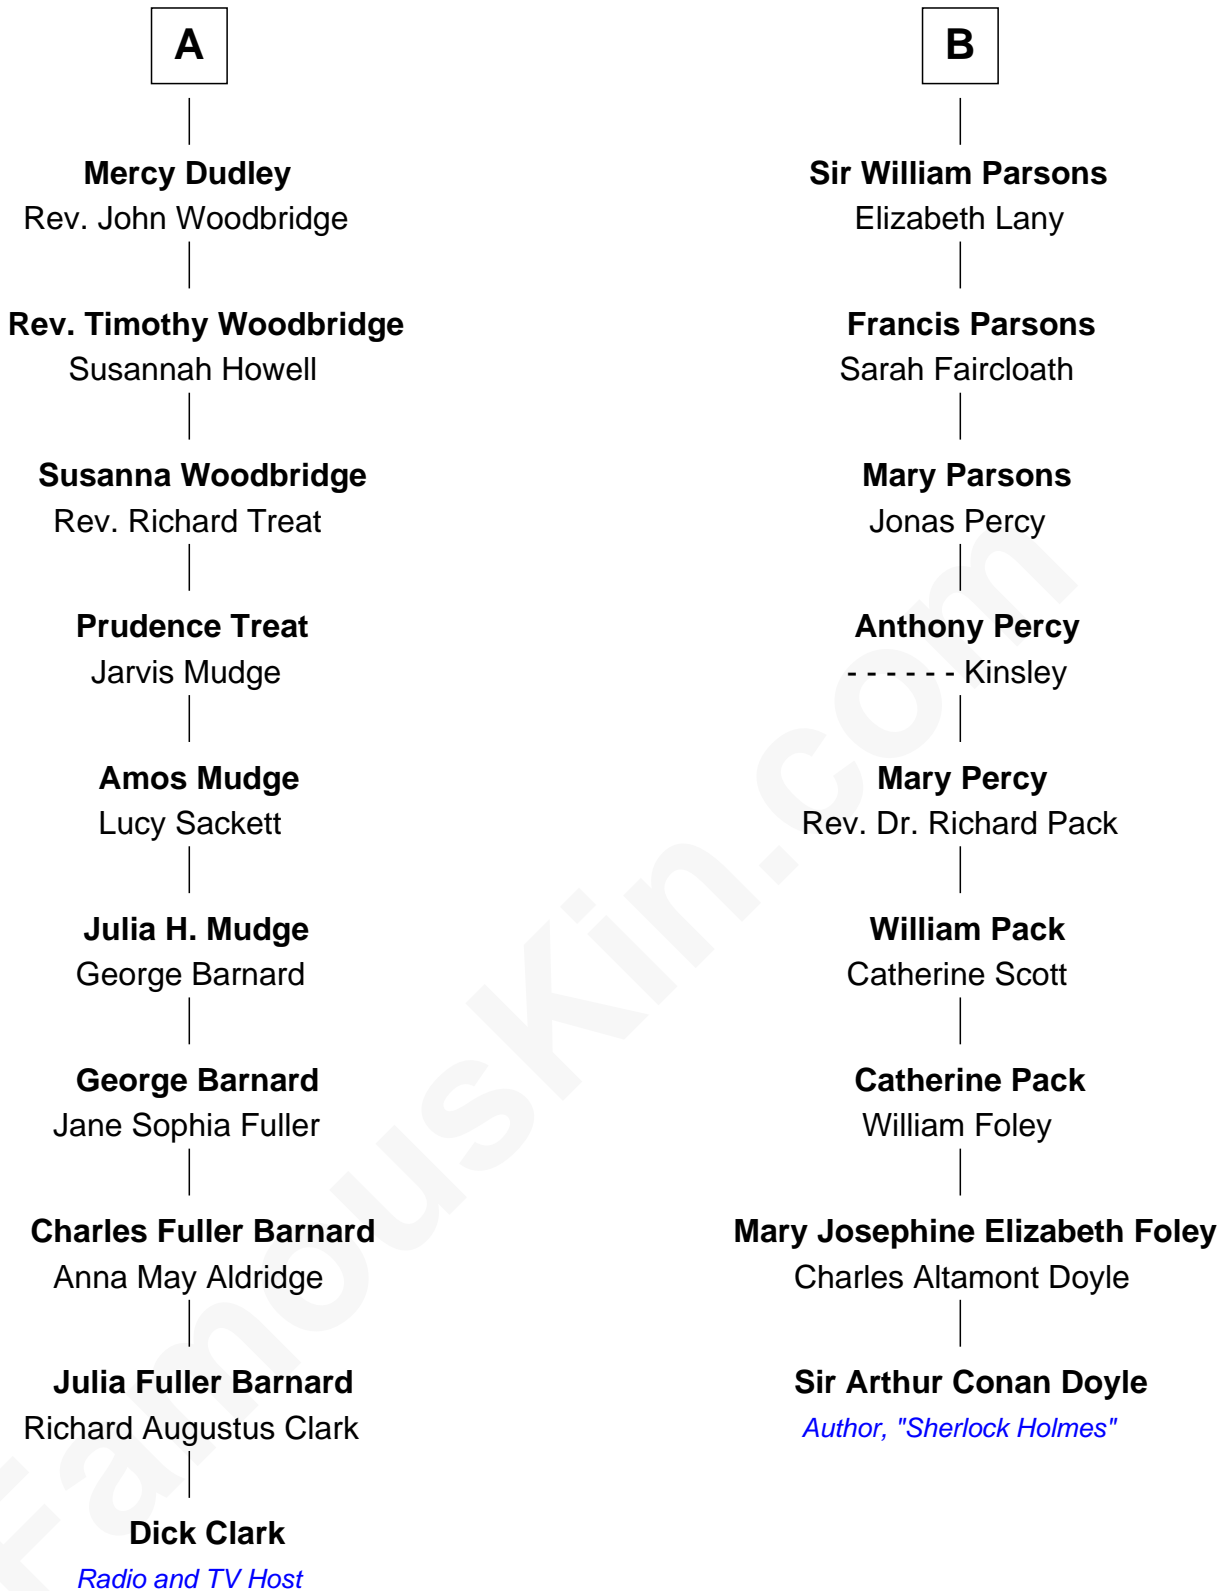 A
Mercy Dudley
Rev. John Woodbridge
Rev. Timothy Woodbridge
Susannah Howell
Susanna Woodbridge
Rev. Richard Treat
Prudence Treat
Jarvis Mudge
Amos Mudge
Lucy Sackett
Julia H. Mudge
George Barnard
George Barnard
Jane Sophia Fuller
Charles Fuller Barnard
Anna May Aldridge
Julia Fuller Barnard
Richard Augustus Clark
Dick Clark
Radio and TV Host
B
Sir William Parsons
Elizabeth Lany
Francis Parsons
Sarah Faircloath
Mary Parsons
Jonas Percy
Anthony Percy
- - - - - - Kinsley
Mary Percy
Rev. Dr. Richard Pack
William Pack
Catherine Scott
Catherine Pack
William Foley
Mary Josephine Elizabeth Foley
Charles Altamont Doyle
Sir Arthur Conan Doyle
Author, "Sherlock Holmes"
FamousKin.com